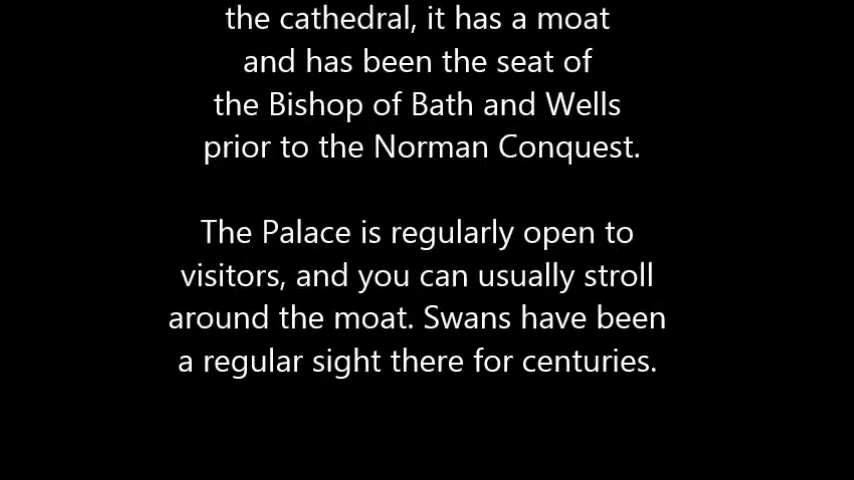 the cathedral, it has a moat
and has been the seat of
the Bishop of Bath and Wells
prior to the Norman Conquest.
The Palace is regularly open to
visitors, and you can usually stroll
around the moat. Swans have been
a regular sight there for centuries.